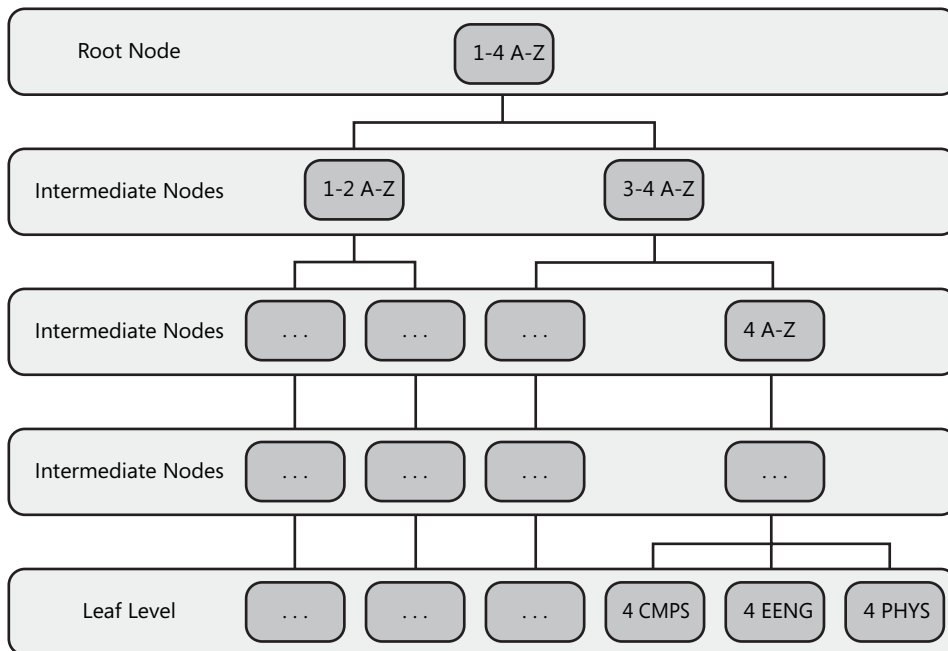 Root Node
1-4 A-Z
Intermediate Nodes
1-2 A-Z
3-4 A-Z
Intermediate Nodes
. . .
. . .
. . .
4 A-Z
Intermediate Nodes
. . .
. . .
. . .
. . .
Leaf Level
. . .
. . .
. . .
4 CMPS
4 EENG
4 PHYS